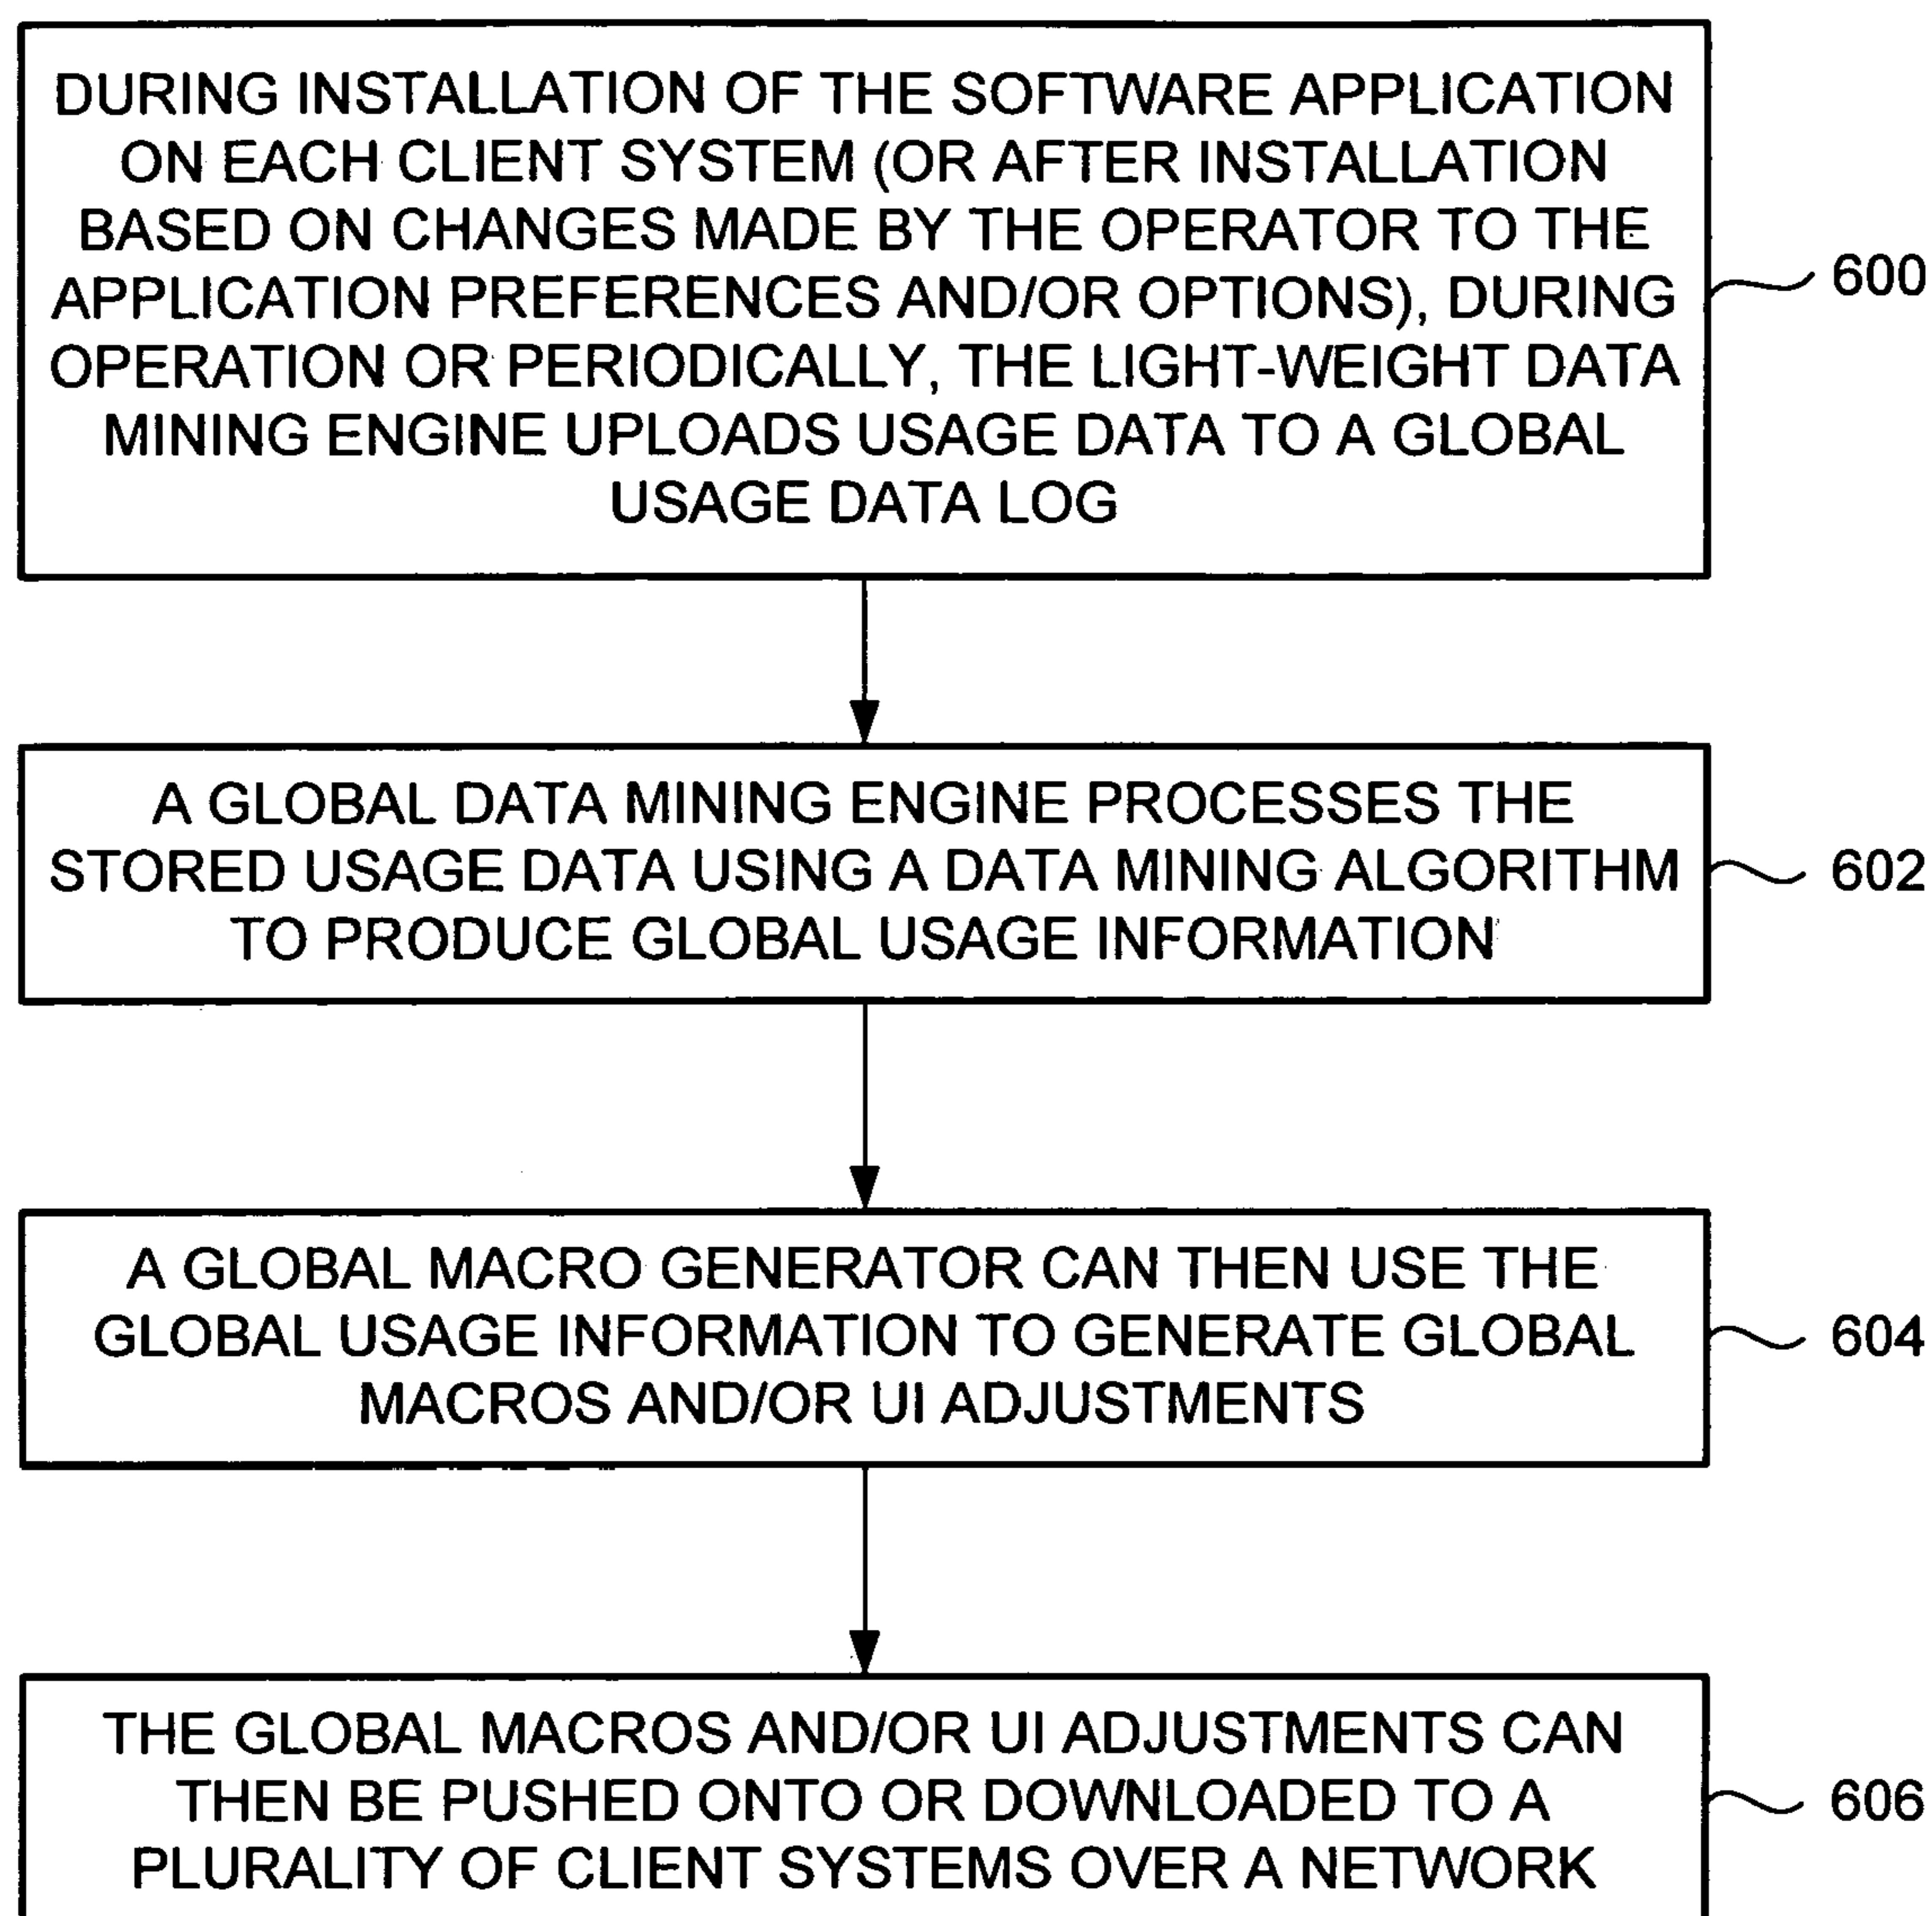 DURING INSTALLATION OF THE SOFTWARE APPLICATION
ON EACH CLIENT SYSTEM (OR AFTER INSTALLATION
BASED ON CHANGES MADE BY THE OPERATOR TO THE
APPLICATION PREFERENCES AND/OR OPTIONS), DURING
OPERATION OR PERIODICALLY, THE LIGHT-WEIGHT DATA
MINING ENGINE UPLOADS USAGE DATA TO A GLOBAL
USAGE DATA LOG
600
A GLOBAL DATA MINING ENGINE PROCESSES THE
STORED USAGE DATA USING A DATA MINING ALGORITHM
TO PRODUCE GLOBAL USAGE INFORMATION
602
A GLOBAL MACRO GENERATOR CAN THEN USE THE
GLOBAL USAGE INFORMATION TO GENERATE GLOBAL
MACROS AND/OR UI ADJUSTMENTS
604
THE GLOBAL MACROS AND/OR UI ADJUSTMENTS CAN
THEN BE PUSHED ONTO OR DOWNLOADED TO A
PLURALITY OF CLIENT SYSTEMS OVER A NETWORK
606